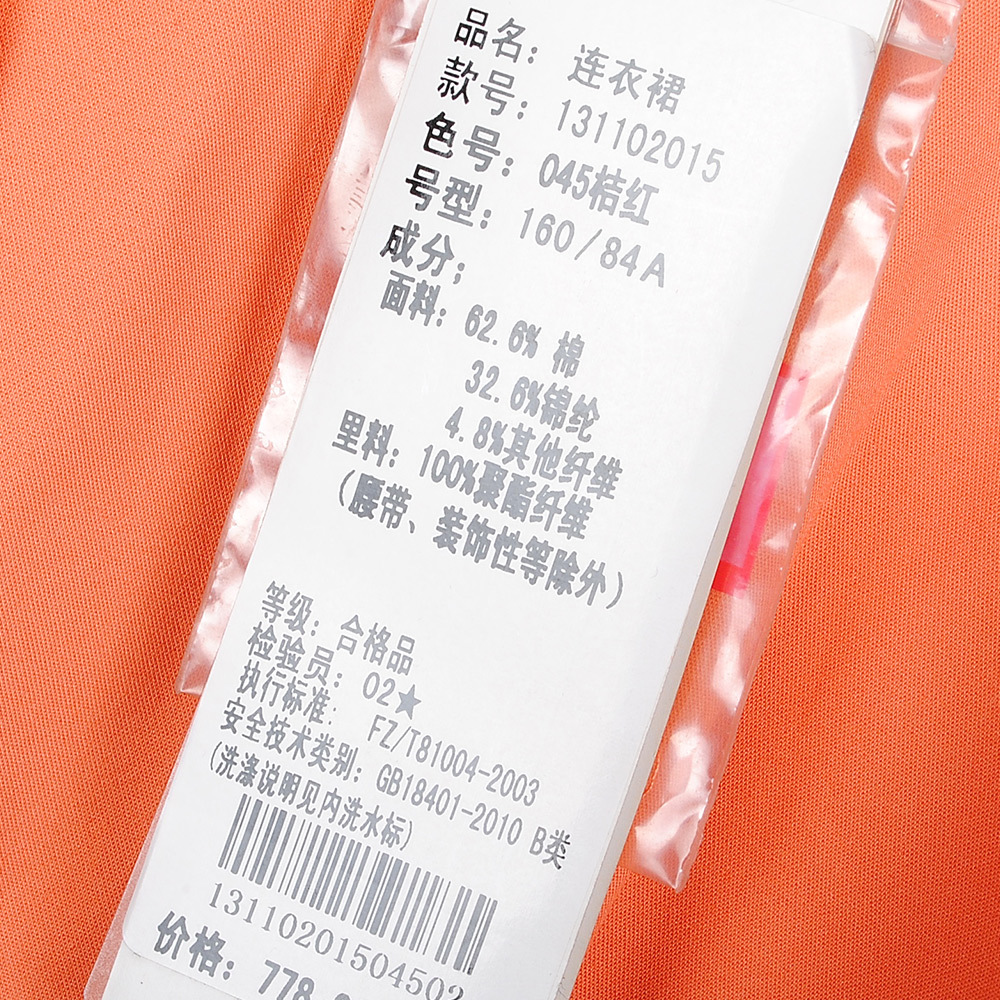 品名: 连衣裙
款号: 131102015
色号: 045桔红
号型: 160/84A
成分;
面料: 62.6% 棉
32.6%锦纶
4.8%其他纤维
里料: 100%聚酯纤维
(腰带、装饰性等除外)
等级: 合格品
检验员: 02★
执行标准: FZ/T81004-2003
安全技术类别: GB18401-2010 B类
(洗涤说明见内洗水标)
13110201504502
价格: 778.